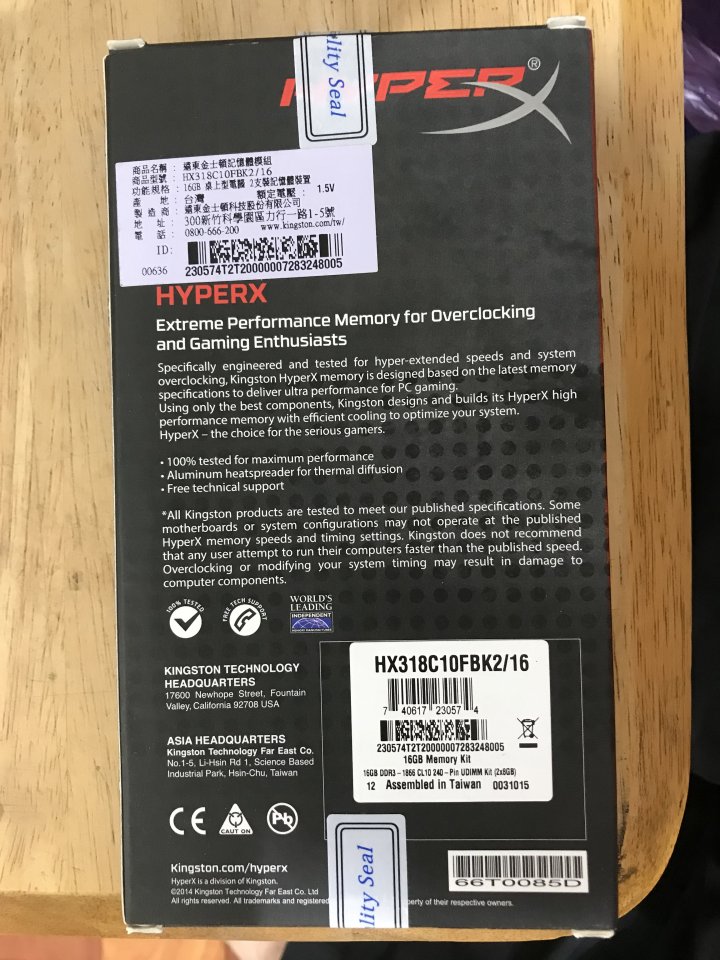 lity Seal
HYPERX®
商品名稱： 遠東金士頓記憶體模組
商品型號： HX318C10FBK2/16
功能規格： 16GB 桌上型電腦 2支裝記憶體裝置
產地： 台灣 額定電壓： 1.5V
製造商： 遠東金士頓科技股份有限公司
地址： 300新竹科學園區力行一路1-5號
電話： 0800-666-200 www.kingston.com/tw/
ID:
00636 230574T2T20000007283248005
HYPERX
Extreme Performance Memory for Overclocking
and Gaming Enthusiasts
Specifically engineered and tested for hyper-extended speeds and system
overclocking, Kingston HyperX memory is designed based on the latest memory
specifications to deliver ultra performance for PC gaming.
Using only the best components, Kingston designs and builds its HyperX high
performance memory with efficient cooling to optimize your system.
HyperX – the choice for the serious gamers.
• 100% tested for maximum performance
• Aluminum heatspreader for thermal diffusion
• Free technical support
*All Kingston products are tested to meet our published specifications. Some
motherboards or system configurations may not operate at the published
HyperX memory speeds and timing settings. Kingston does not recommend
that any user attempt to run their computers faster than the published speed.
Overclocking or modifying your system timing may result in damage to
computer components.
100% TESTED
FREE TECH SUPPORT
WORLD'S
LEADING
INDEPENDENT
MEMORY MANUFACTURER
KINGSTON TECHNOLOGY
HEADQUARTERS
17600 Newhope Street, Fountain
Valley, California 92708 USA
ASIA HEADQUARTERS
Kingston Technology Far East Co.
No.1-5, Li-Hsin Rd 1, Science Based
Industrial Park, Hsin-Chu, Taiwan
HX318C10FBK2/16
7 40617 23057 4
230574T2T20000007283248005
16GB Memory Kit
16GB DDR3-1866 CL10 240-Pin UDIMM Kit (2x8GB)
12 Assembled in Taiwan 0031015
CE
CAUT ON
Pb
lity Seal
Kingston.com/hyperx
HyperX is a division of Kingston.
©2014 Kingston Technology Far East Co. Ltd
All rights reserved. All trademarks and registered
perty of their respective owners.
66T0085D